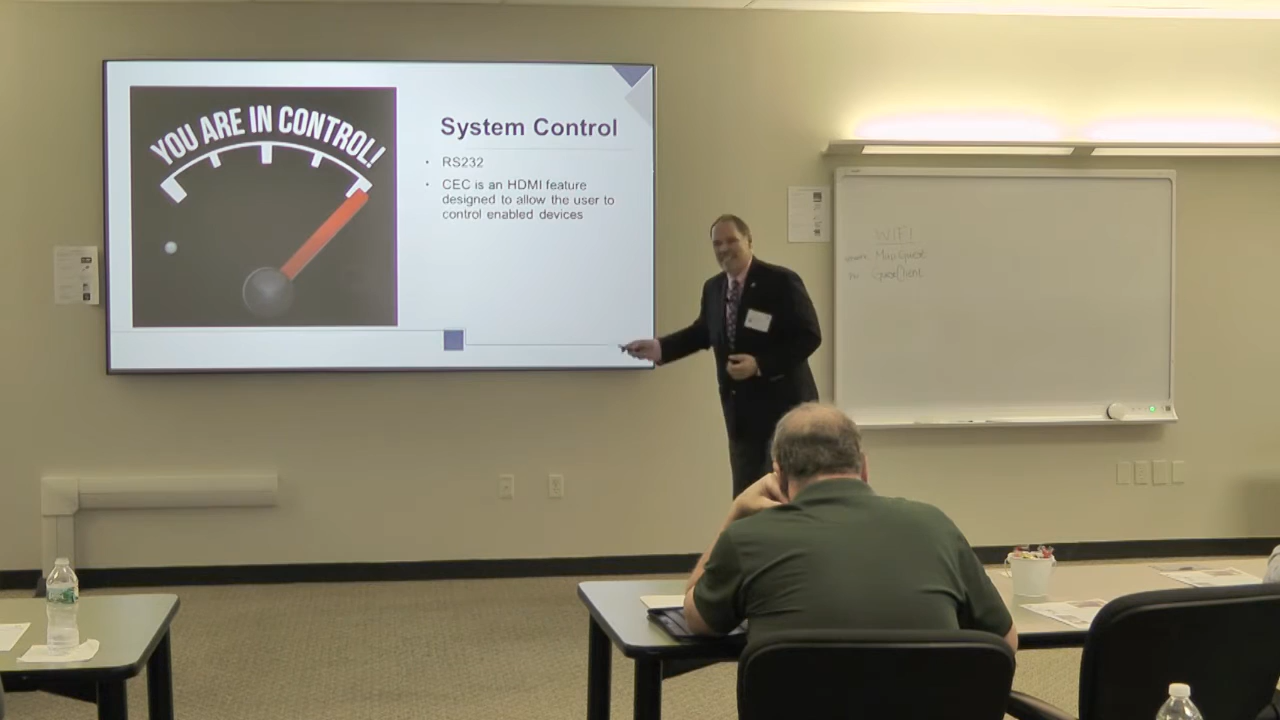 YOU ARE IN CONTROL!
System Control
• RS232
• CEC is an HDMI feature
designed to allow the user to
control enabled devices
WIFI